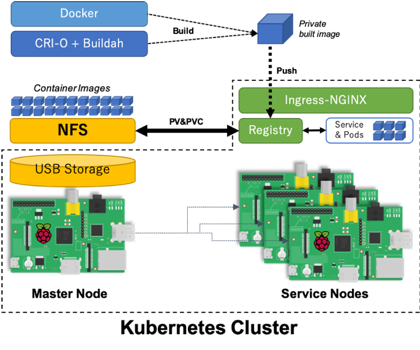 Docker
CRI-O + Buildah
Build
Private
built image
Push
Container Images
NFS
PV&PVC
Ingress-NGINX
Registry
Service
& Pods
USB Storage
Master Node
Service Nodes
Kubernetes Cluster